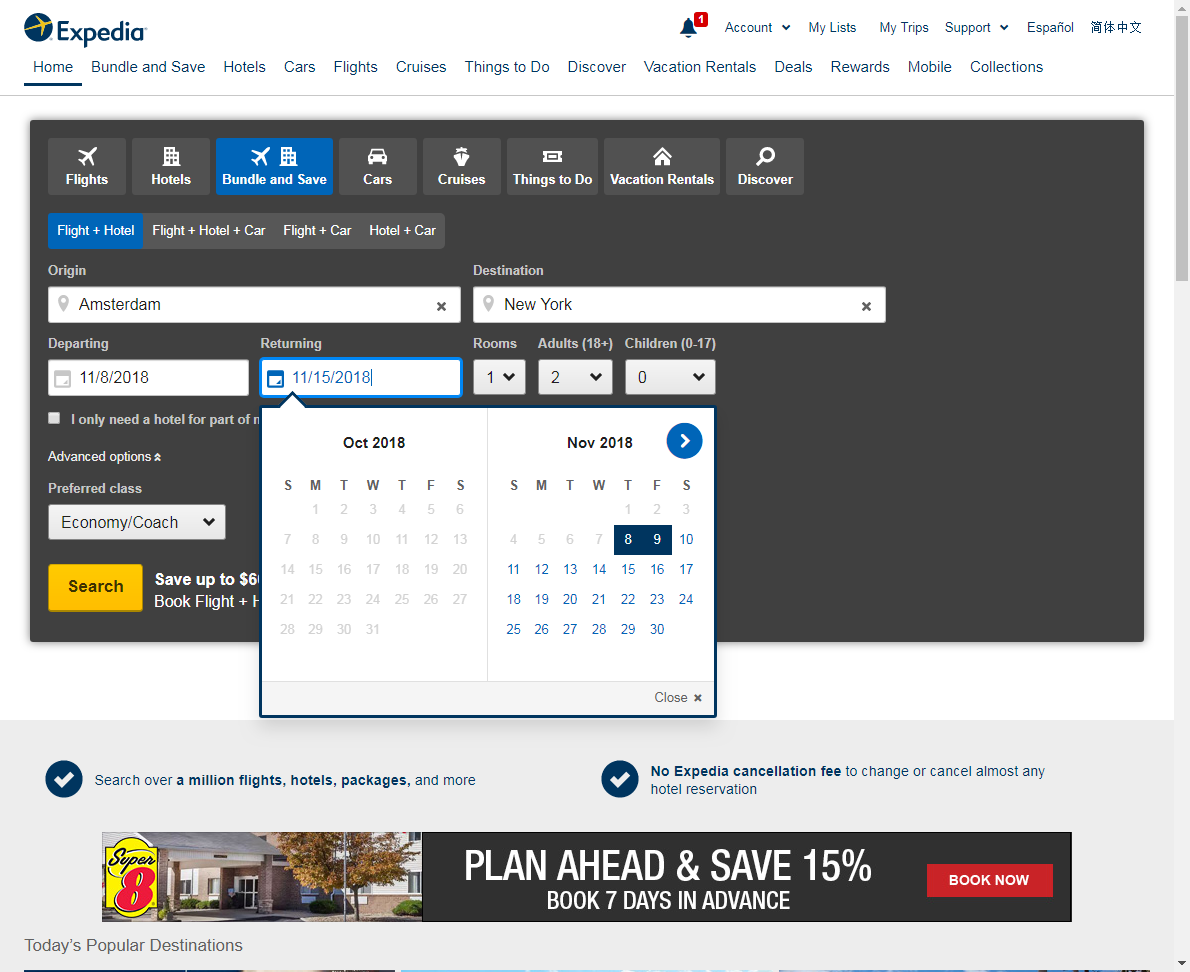 Expedia
1
Account
My Lists
My Trips
Support
Español
简体中文
Home
Bundle and Save
Hotels
Cars
Flights
Cruises
Things to Do
Discover
Vacation Rentals
Deals
Rewards
Mobile
Collections
Flights
Hotels
Bundle and Save
Cars
Cruises
Things to Do
Vacation Rentals
Discover
Flight + Hotel
Flight + Hotel + Car
Flight + Car
Hotel + Car
Origin
Destination
Amsterdam
New York
Departing
Returning
Rooms
Adults (18+)
Children (0-17)
11/8/2018
11/15/2018
1
2
0
I only need a hotel for part of
Advanced options
Preferred class
Economy/Coach
Search
Save up to $6
Book Flight +
Oct 2018
S M T W T F S
1 2 3 4 5 6
7 8 9 10 11 12 13
14 15 16 17 18 19 20
21 22 23 24 25 26 27
28 29 30 31
Nov 2018
S M T W T F S
1 2 3
4 5 6 7 8 9 10
11 12 13 14 15 16 17
18 19 20 21 22 23 24
25 26 27 28 29 30
Close
Search over a million flights, hotels, packages, and more
No Expedia cancellation fee to change or cancel almost any
hotel reservation
Super
8
PLAN AHEAD & SAVE 15%
BOOK 7 DAYS IN ADVANCE
BOOK NOW
Today's Popular Destinations